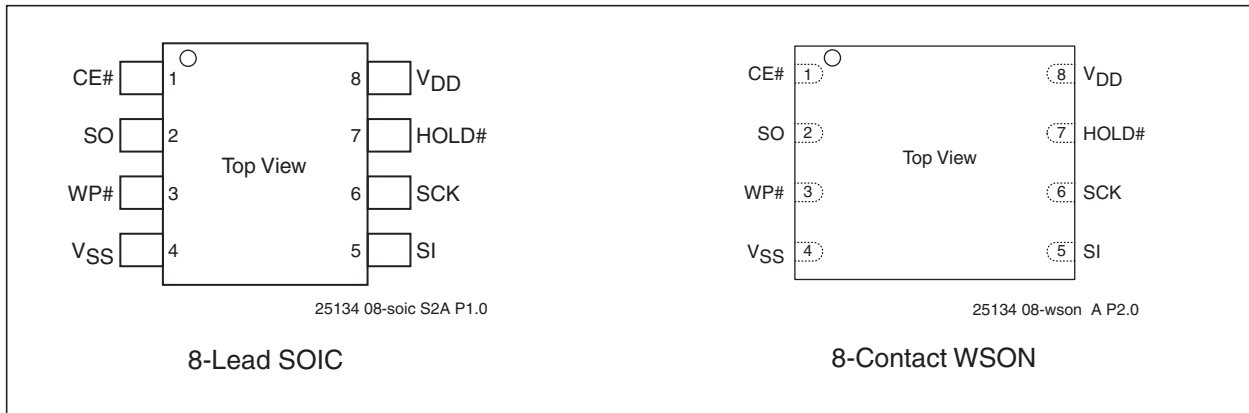 CE# 1 8 VDD
SO 2 7 HOLD#
Top View
WP# 3 6 SCK
VSS 4 5 SI
25134 08-soic S2A P1.0
8-Lead SOIC
CE# 1 8 VDD
SO 2 7 HOLD#
Top View
WP# 3 6 SCK
VSS 4 5 SI
25134 08-wson A P2.0
8-Contact WSON